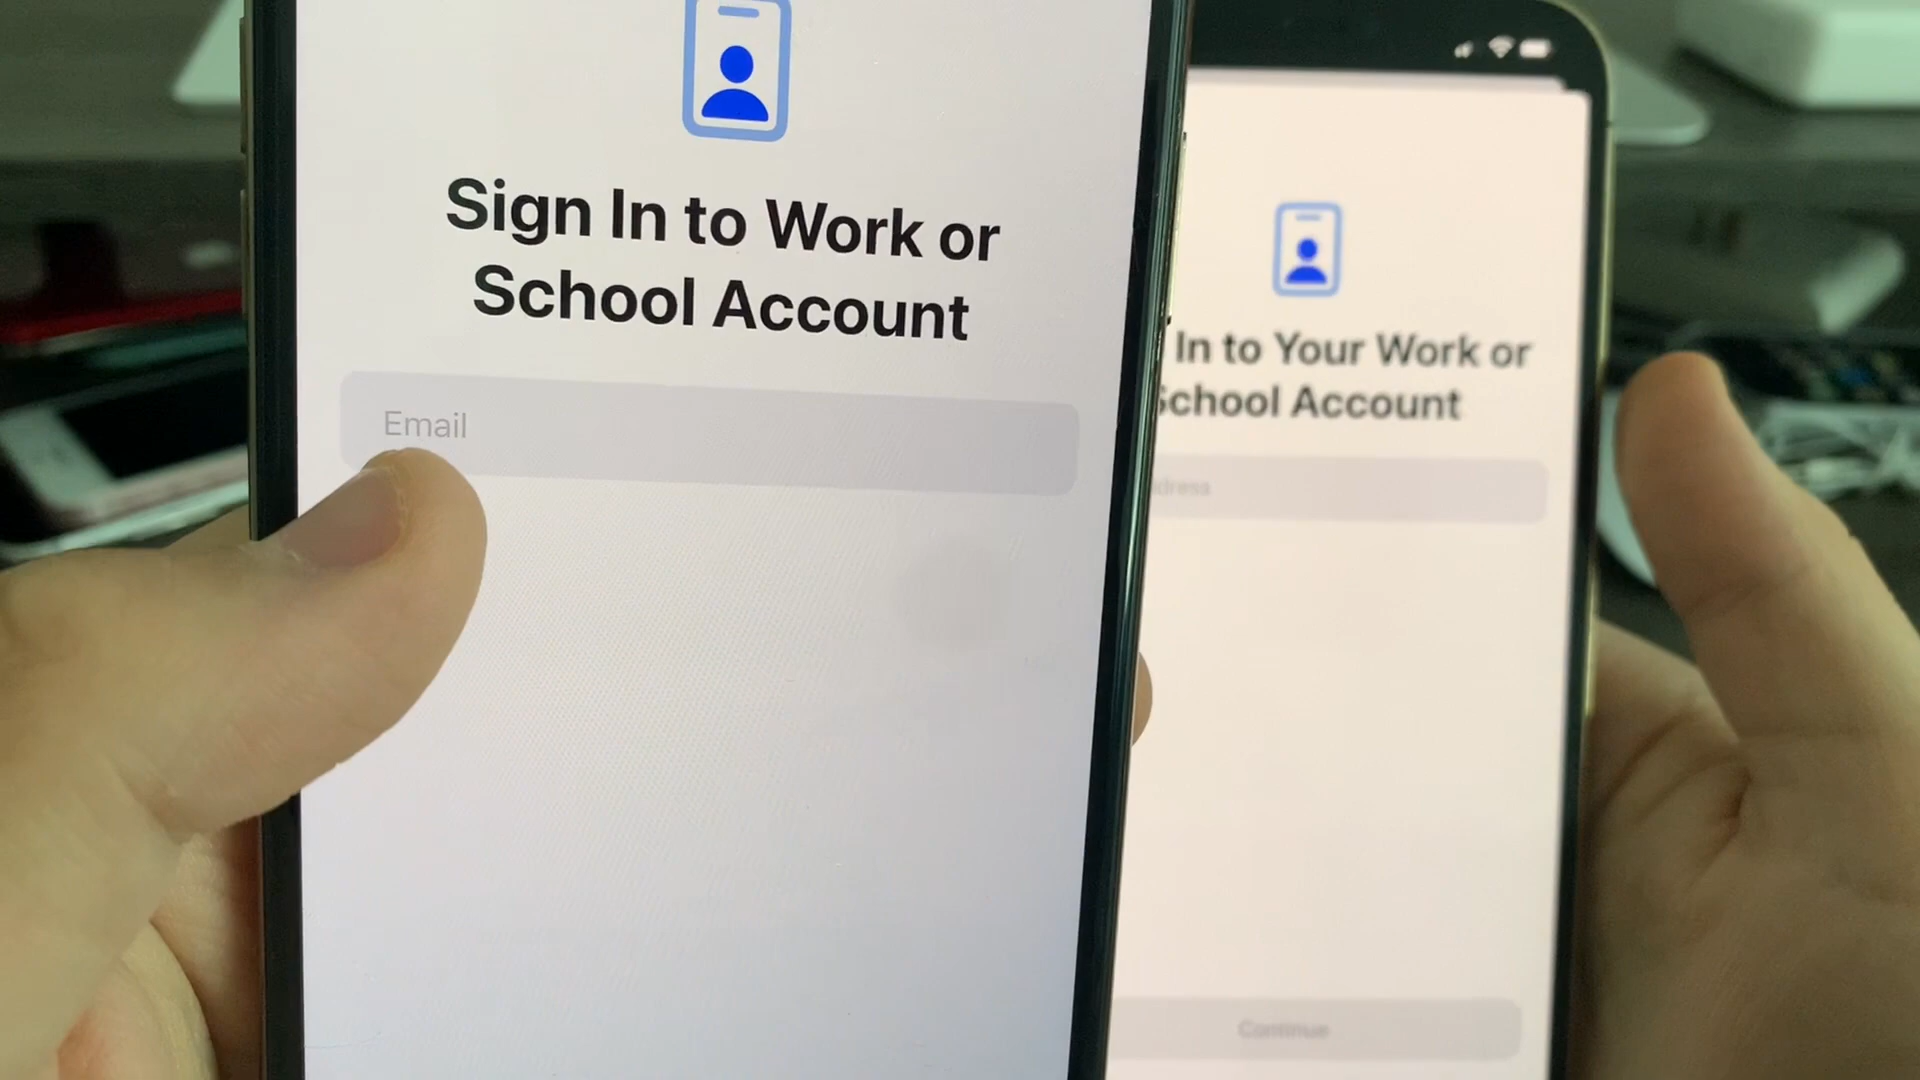 Sign In to Work or
School Account
Email
In to Your Work or
School Account
Continue